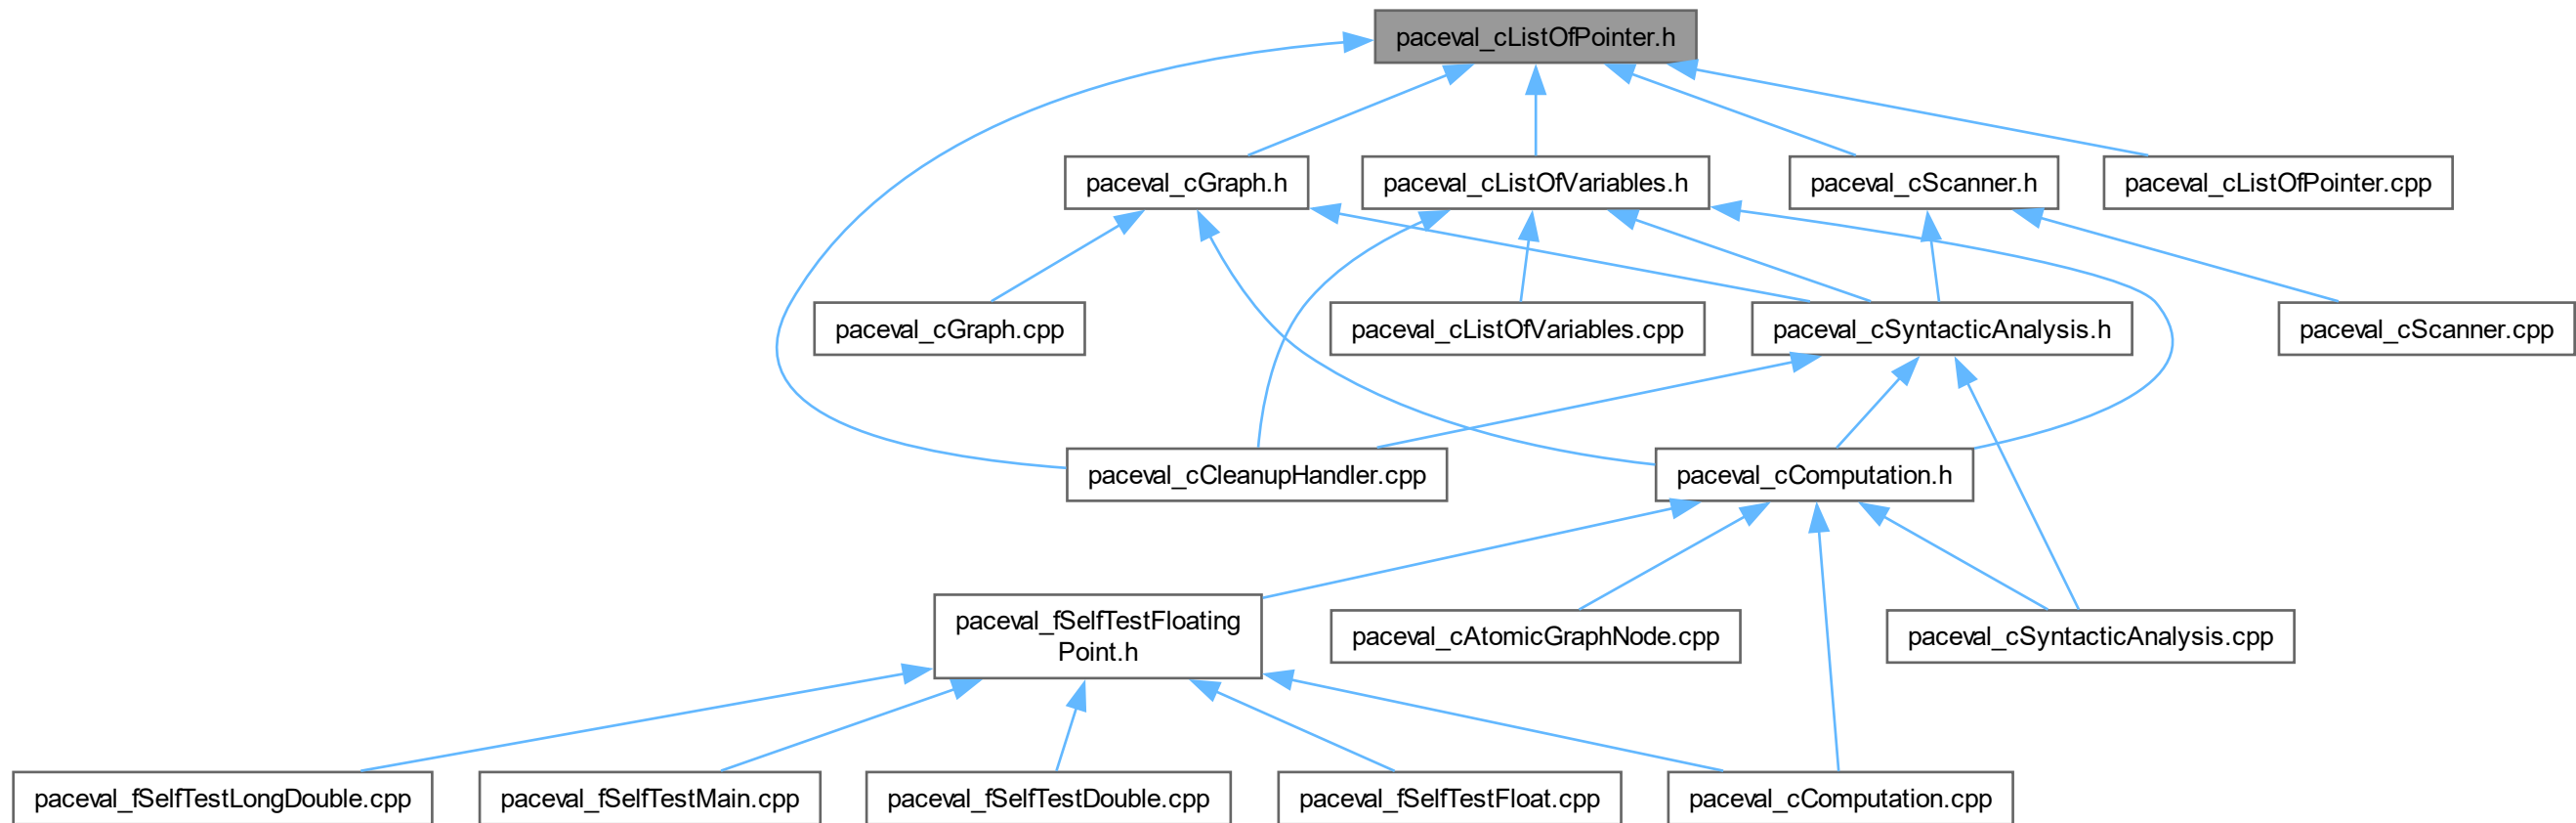 paceval_cListOfPointer.h
paceval_cGraph.h
paceval_cListOfVariables.h
paceval_cScanner.h
paceval_cListOfPointer.cpp
paceval_cGraph.cpp
paceval_cListOfVariables.cpp
paceval_cSyntacticAnalysis.h
paceval_cScanner.cpp
paceval_cCleanupHandler.cpp
paceval_cComputation.h
paceval_fSelfTestFloating
Point.h
paceval_cAtomicGraphNode.cpp
paceval_cSyntacticAnalysis.cpp
paceval_fSelfTestLongDouble.cpp
paceval_fSelfTestMain.cpp
paceval_fSelfTestDouble.cpp
paceval_fSelfTestFloat.cpp
paceval_cComputation.cpp